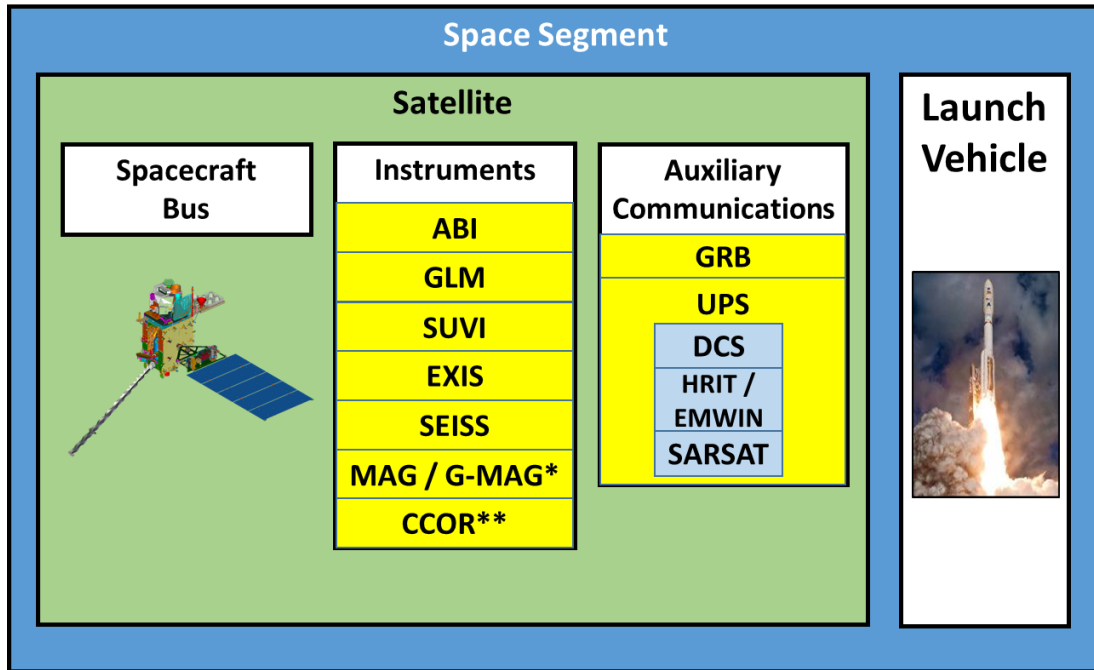 Space Segment
Satellite
Spacecraft
Bus
Instruments
ABI
GLM
SUVI
EXIS
SEISS
MAG / G-MAG*
CCOR**
Auxiliary
Communications
GRB
UPS
DCS
HRIT /
EMWIN
SARSAT
Launch
Vehicle